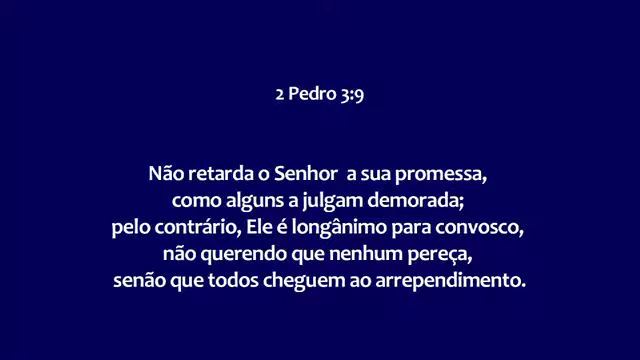 2 Pedro 3:9
Não retarda o Senhor a sua promessa,
como alguns a julgam demorada;
pelo contrário, Ele é longânimo para convosco,
não querendo que nenhum pereça,
senão que todos cheguem ao arrependimento.